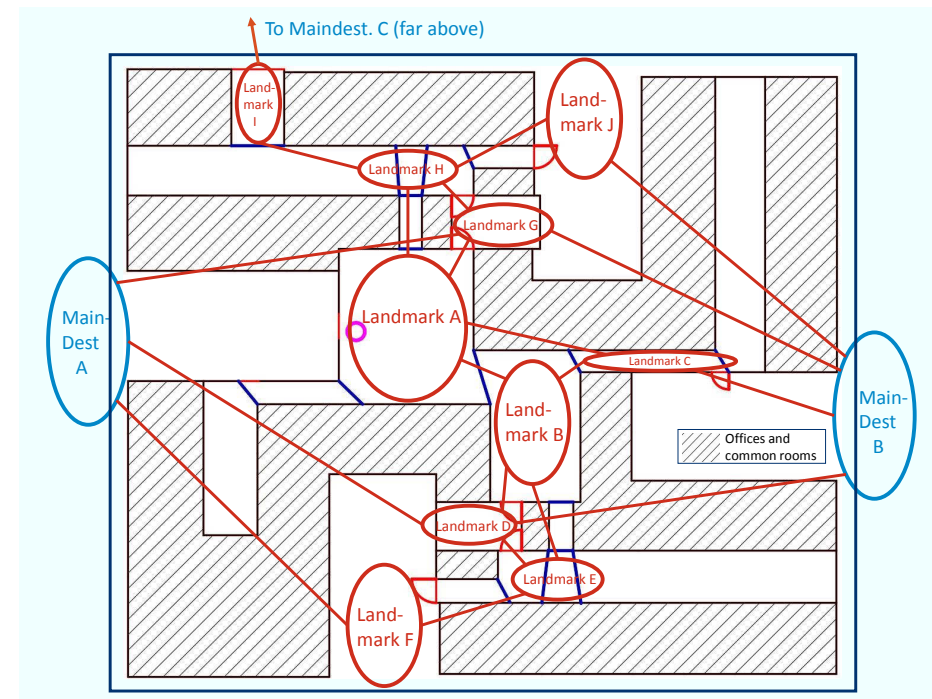 To Maindest. C (far above)
Land-
mark
I
Land-
mark J
Landmark H
Landmark G
Main-
Dest
A
Landmark A
Landmark C
Land-
mark B
Main-
Dest
B
Offices and
common rooms
Landmark D
Landmark E
Land-
mark F